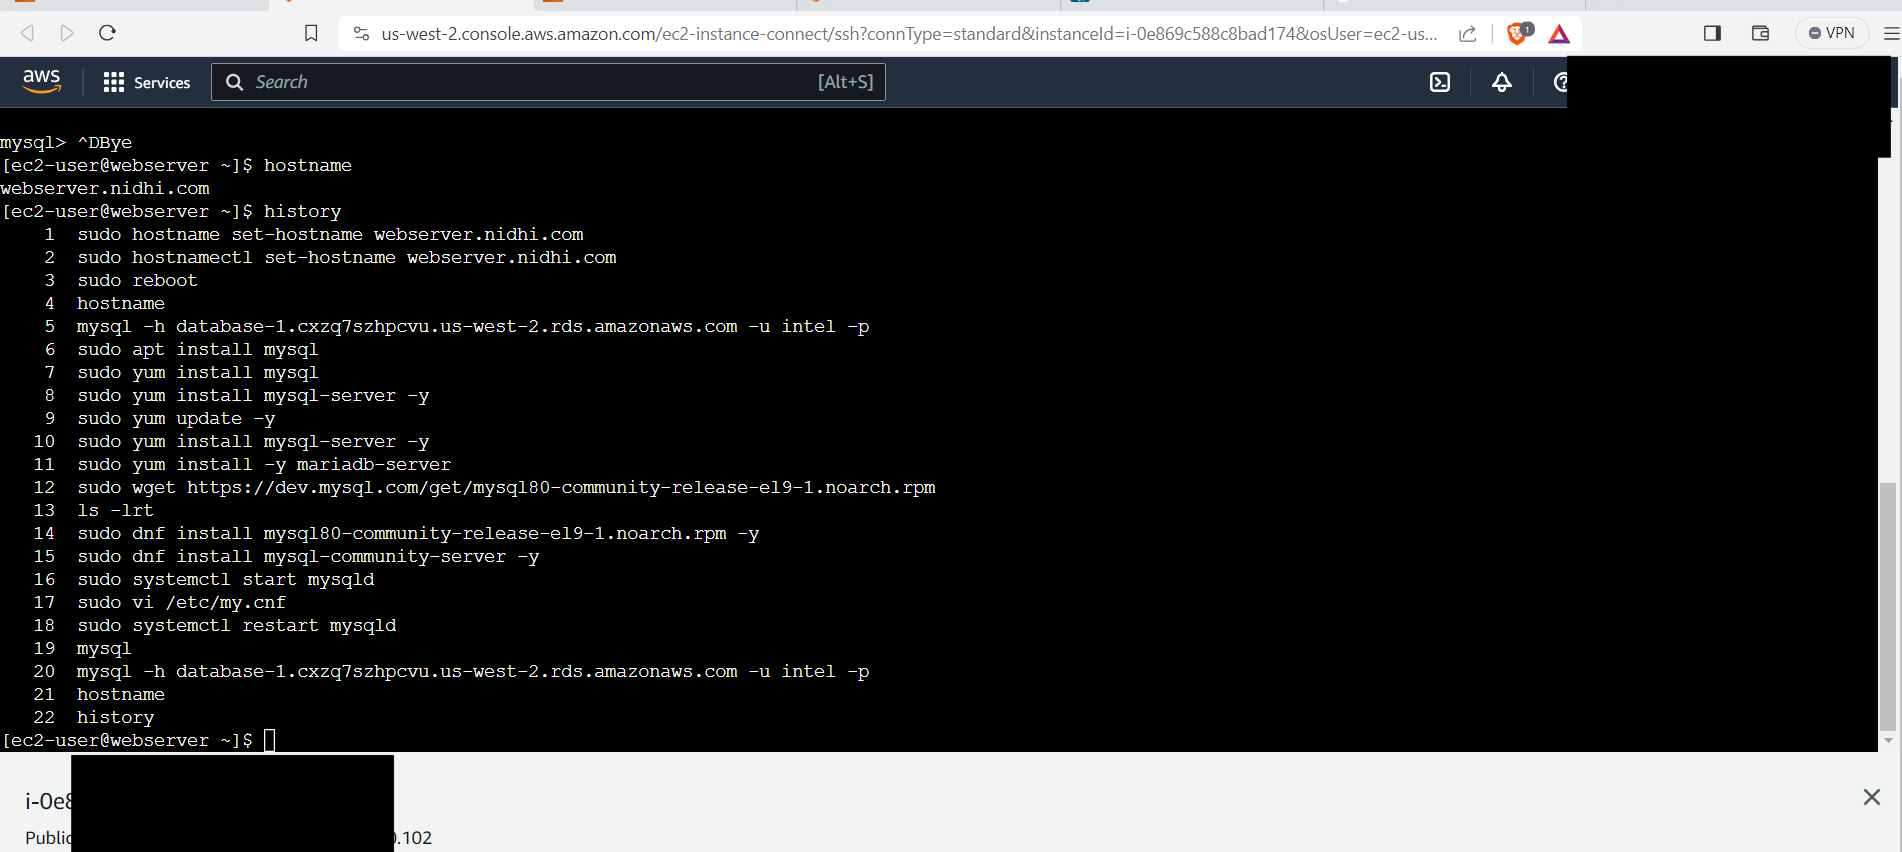 us-west-2.console.aws.amazon.com/ec2-instance-connect/ssh?connType=standard&instanceId=i-0e869c588c8bad174&osUser=ec2-us...
1
VPN
aws
Services
Search
[Alt+S]
mysql> ^DBye
[ec2-user@webserver ~]$ hostname
webserver.nidhi.com
[ec2-user@webserver ~]$ history
1 sudo hostname set-hostname webserver.nidhi.com
2 sudo hostnamectl set-hostname webserver.nidhi.com
3 sudo reboot
4 hostname
5 mysql -h database-1.cxzq7szhpcvu.us-west-2.rds.amazonaws.com -u intel -p
6 sudo apt install mysql
7 sudo yum install mysql
8 sudo yum install mysql-server -y
9 sudo yum update -y
10 sudo yum install mysql-server -y
11 sudo yum install -y mariadb-server
12 sudo wget https://dev.mysql.com/get/mysql80-community-release-el9-1.noarch.rpm
13 ls -lrt
14 sudo dnf install mysql80-community-release-el9-1.noarch.rpm -y
15 sudo dnf install mysql-community-server -y
16 sudo systemctl start mysqld
17 sudo vi /etc/my.cnf
18 sudo systemctl restart mysqld
19 mysql
20 mysql -h database-1.cxzq7szhpcvu.us-west-2.rds.amazonaws.com -u intel -p
21 hostname
22 history
[ec2-user@webserver ~]$
i-0e8
Public .102